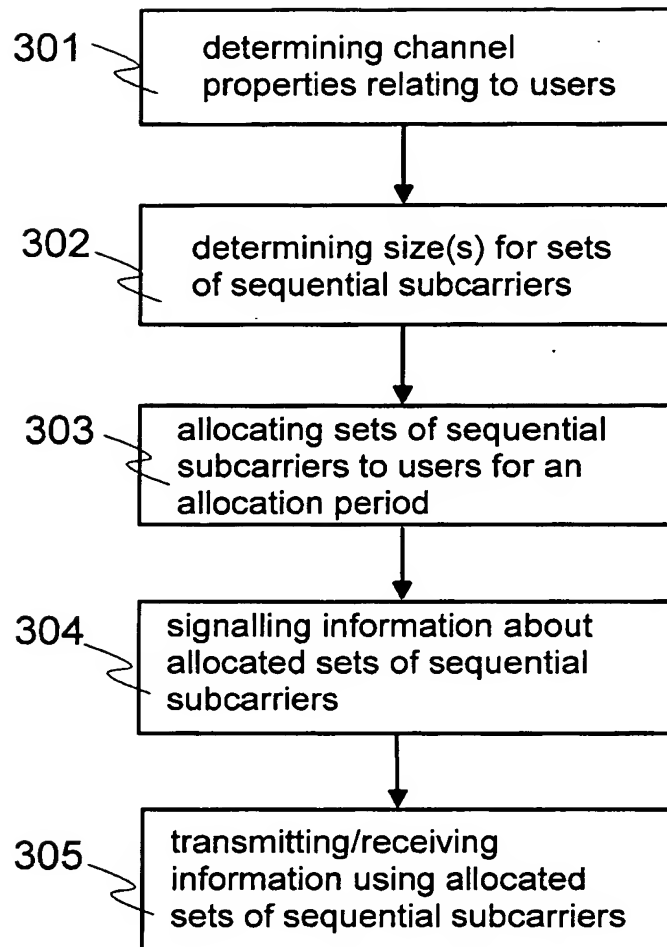 301
determining channel
properties relating to users
302
determining size(s) for sets
of sequential subcarriers
303
allocating sets of sequential
subcarriers to users for an
allocation period
304
signalling information about
allocated sets of sequential
subcarriers
305
transmitting/receiving
information using allocated
sets of sequential subcarriers